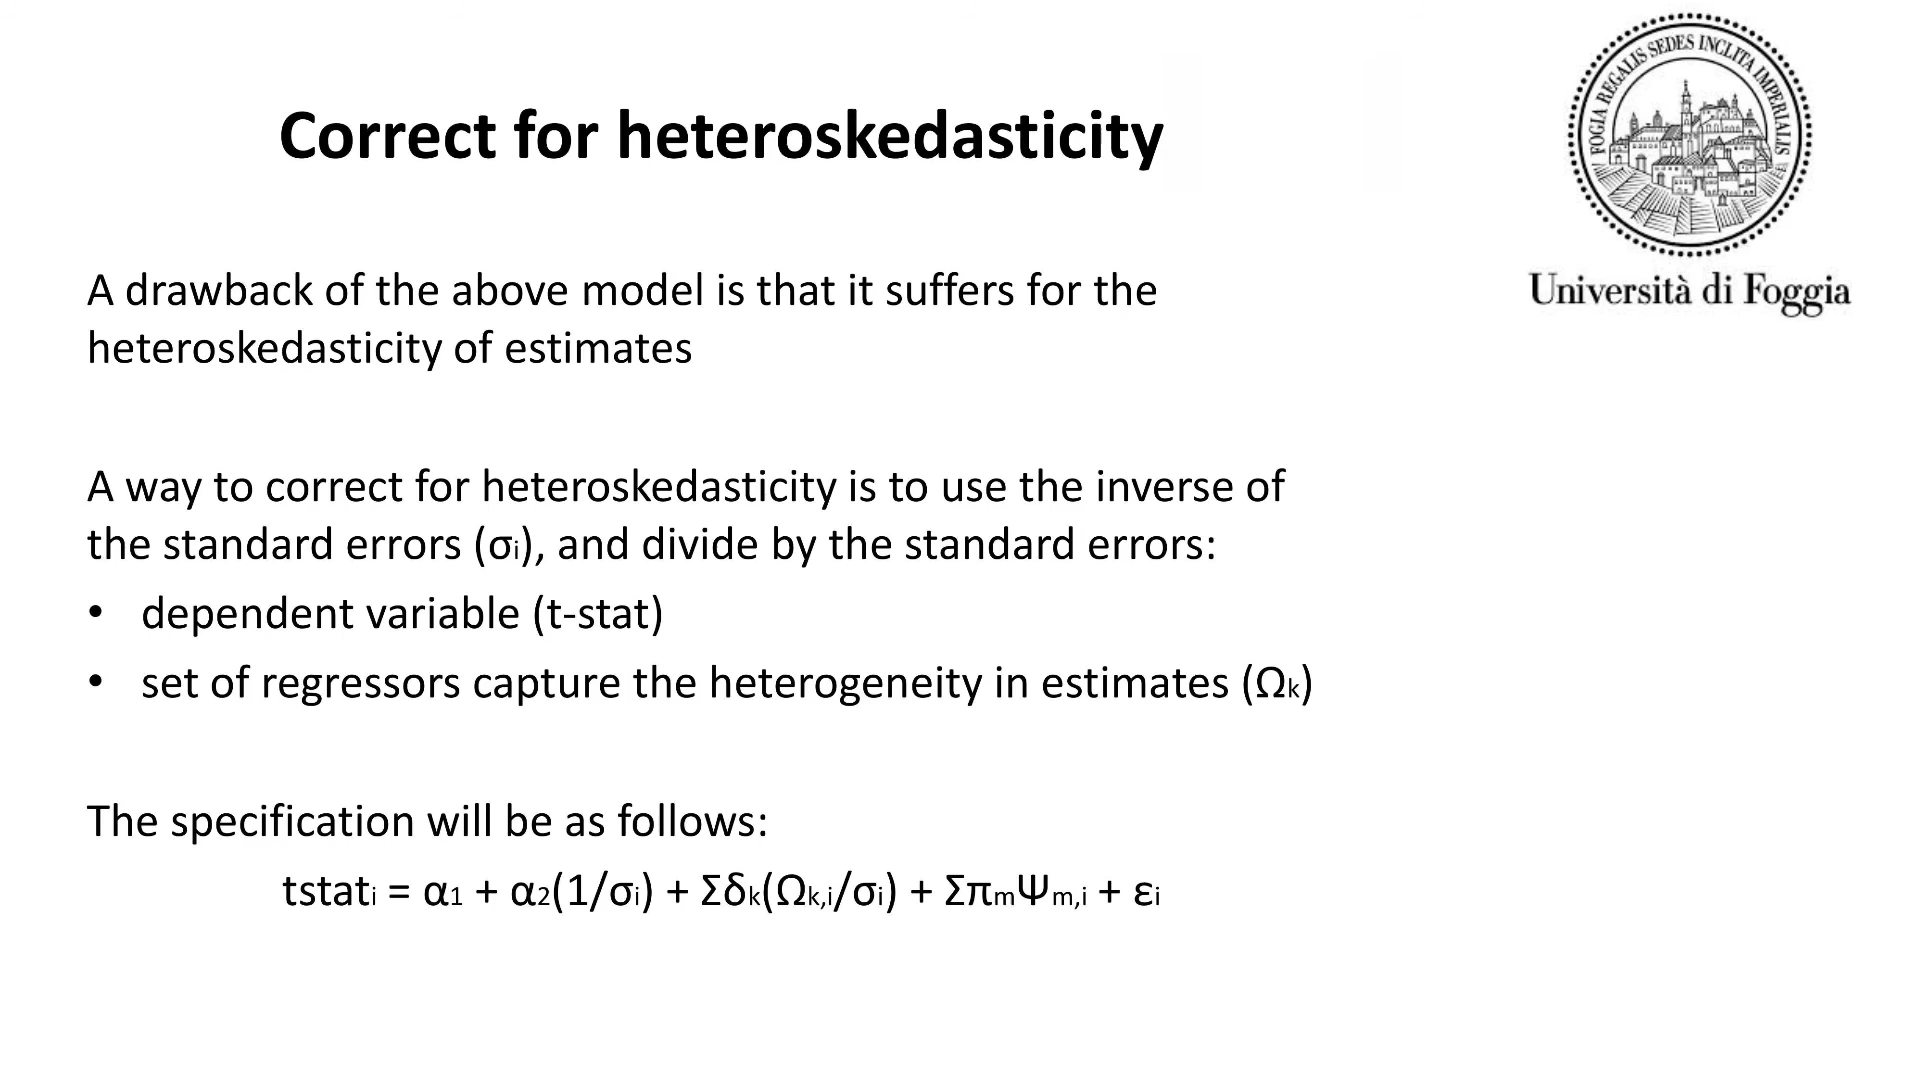 Correct for heteroskedasticity
FOGIA REGALIS SEDES INCLITA IMPERIALIS
Università di Foggia
A drawback of the above model is that it suffers for the
heteroskedasticity of estimates
A way to correct for heteroskedasticity is to use the inverse of
the standard errors (σi), and divide by the standard errors:
• dependent variable (t-stat)
• set of regressors capture the heterogeneity in estimates (Ωk)
The specification will be as follows:
tstati = α1 + α2(1/σi) + Σδk(Ωk,i/σi) + ΣπmΨm,i + εi